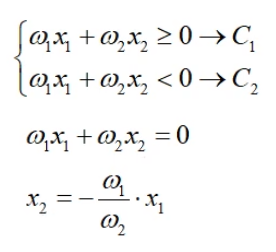 ω₁x₁ + ω₂x₂ ≥ 0 → C₁
ω₁x₁ + ω₂x₂ < 0 → C₂
ω₁x₁ + ω₂x₂ = 0
x₂ = −ω₁/ω₂ · x₁